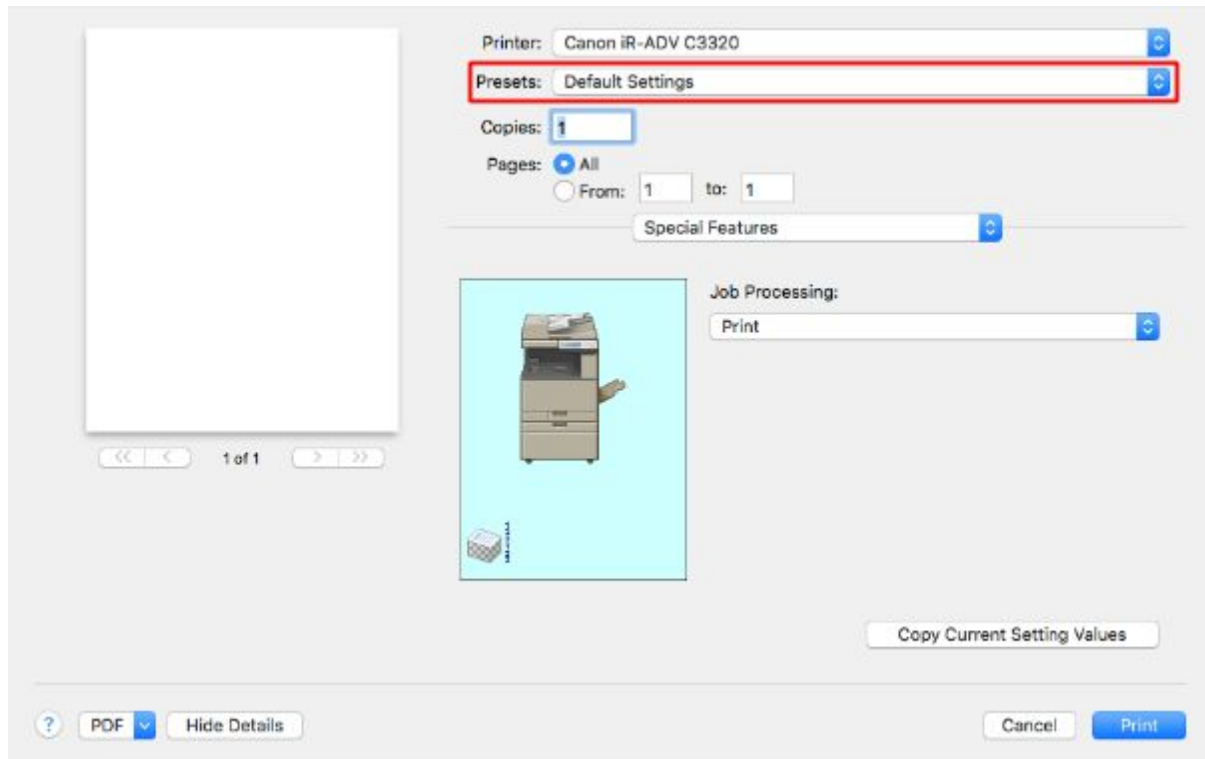 Printer: Canon iR-ADV C3320
Presets: Default Settings
Copies: 1
Pages: All
From: 1 to: 1
Special Features
Job Processing:
Print
1 of 1
Copy Current Setting Values
? PDF Hide Details Cancel Print